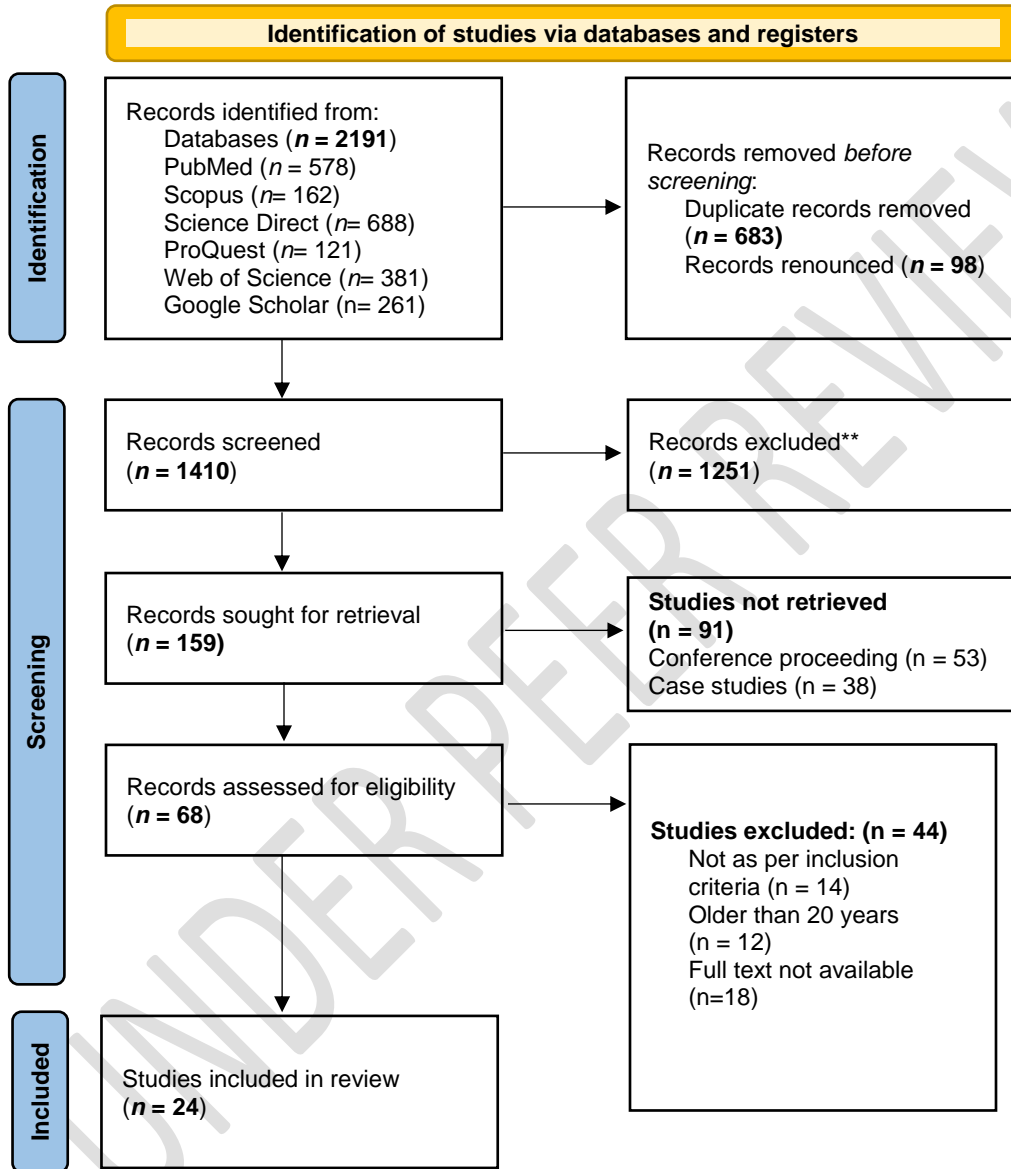 Identification of studies via databases and registers
Identification
Records identified from:
Databases (n = 2191)
PubMed (n = 578)
Scopus (n= 162)
Science Direct (n= 688)
ProQuest (n= 121)
Web of Science (n= 381)
Google Scholar (n= 261)
Records removed before
screening:
Duplicate records removed
(n = 683)
Records renounced (n = 98)
Screening
Records screened
(n = 1410)
Records excluded**
(n = 1251)
Records sought for retrieval
(n = 159)
Studies not retrieved
(n = 91)
Conference proceeding (n = 53)
Case studies (n = 38)
Records assessed for eligibility
(n = 68)
Studies excluded: (n = 44)
Not as per inclusion
criteria (n = 14)
Older than 20 years
(n = 12)
Full text not available
(n=18)
Included
Studies included in review
(n = 24)
UNDER PEER REVIEW